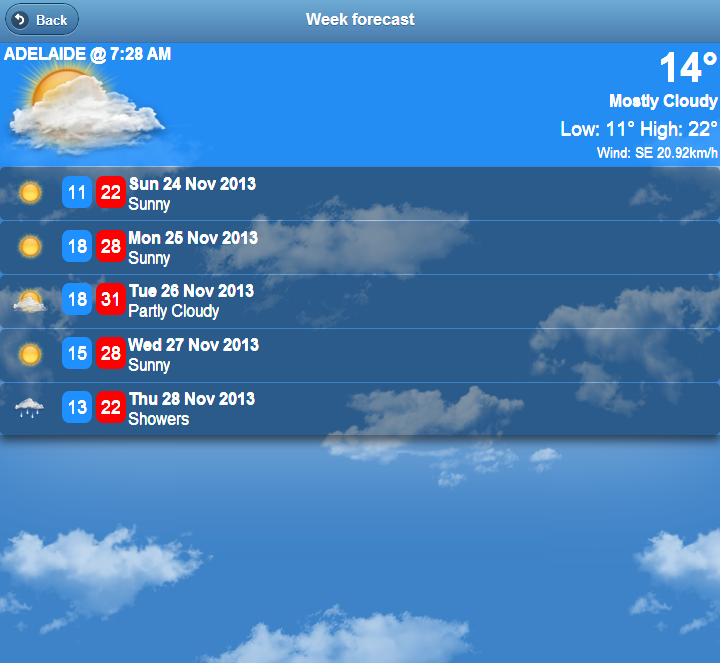 Back
Week forecast
ADELAIDE @ 7:28 AM
14°
Mostly Cloudy
Low: 11° High: 22°
Wind: SE 20.92km/h
11 22 Sun 24 Nov 2013
Sunny
18 28 Mon 25 Nov 2013
Sunny
18 31 Tue 26 Nov 2013
Partly Cloudy
15 28 Wed 27 Nov 2013
Sunny
13 22 Thu 28 Nov 2013
Showers